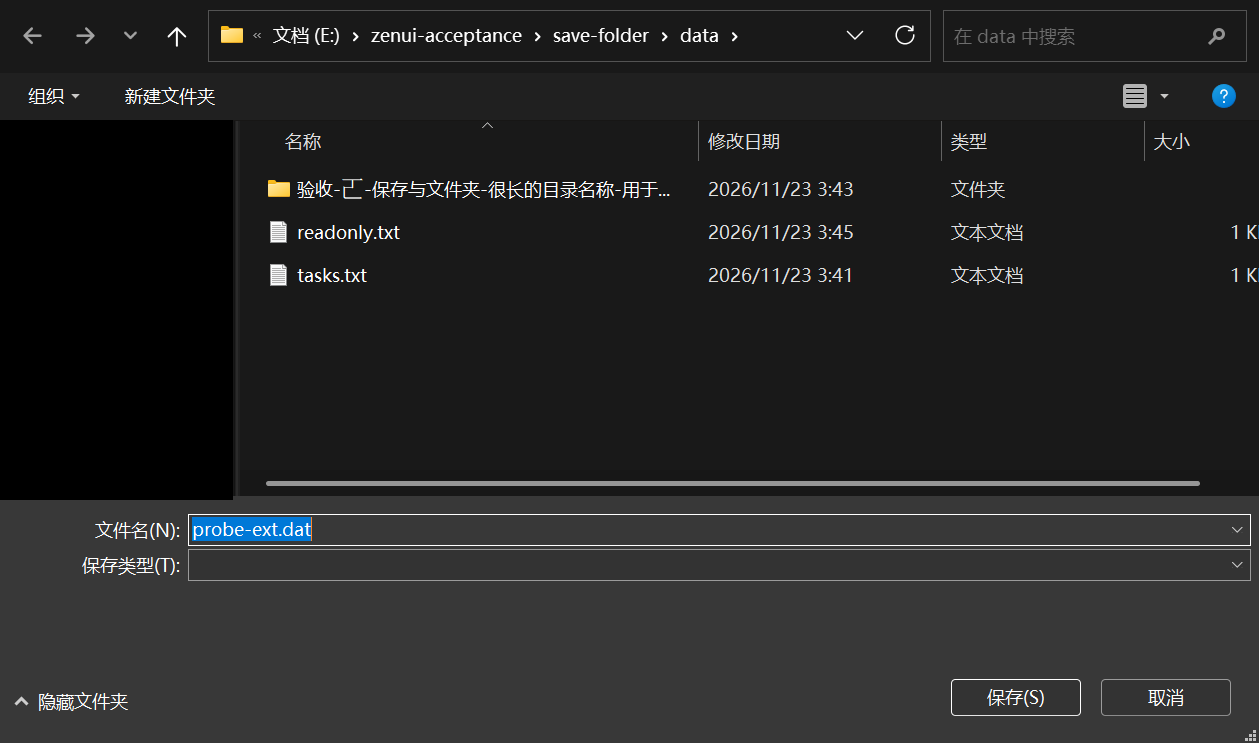 « 文档 (E:) › zenui-acceptance › save-folder › data ›
在 data 中搜索
组织 新建文件夹
名称 修改日期 类型 大小
验收-𠀾-保存与文件夹-很长的目录名称-用于... 2026/11/23 3:43 文件夹
readonly.txt 2026/11/23 3:45 文本文档 1 K
tasks.txt 2026/11/23 3:41 文本文档 1 K
文件名(N): probe-ext.dat
保存类型(T):
隐藏文件夹 保存(S) 取消